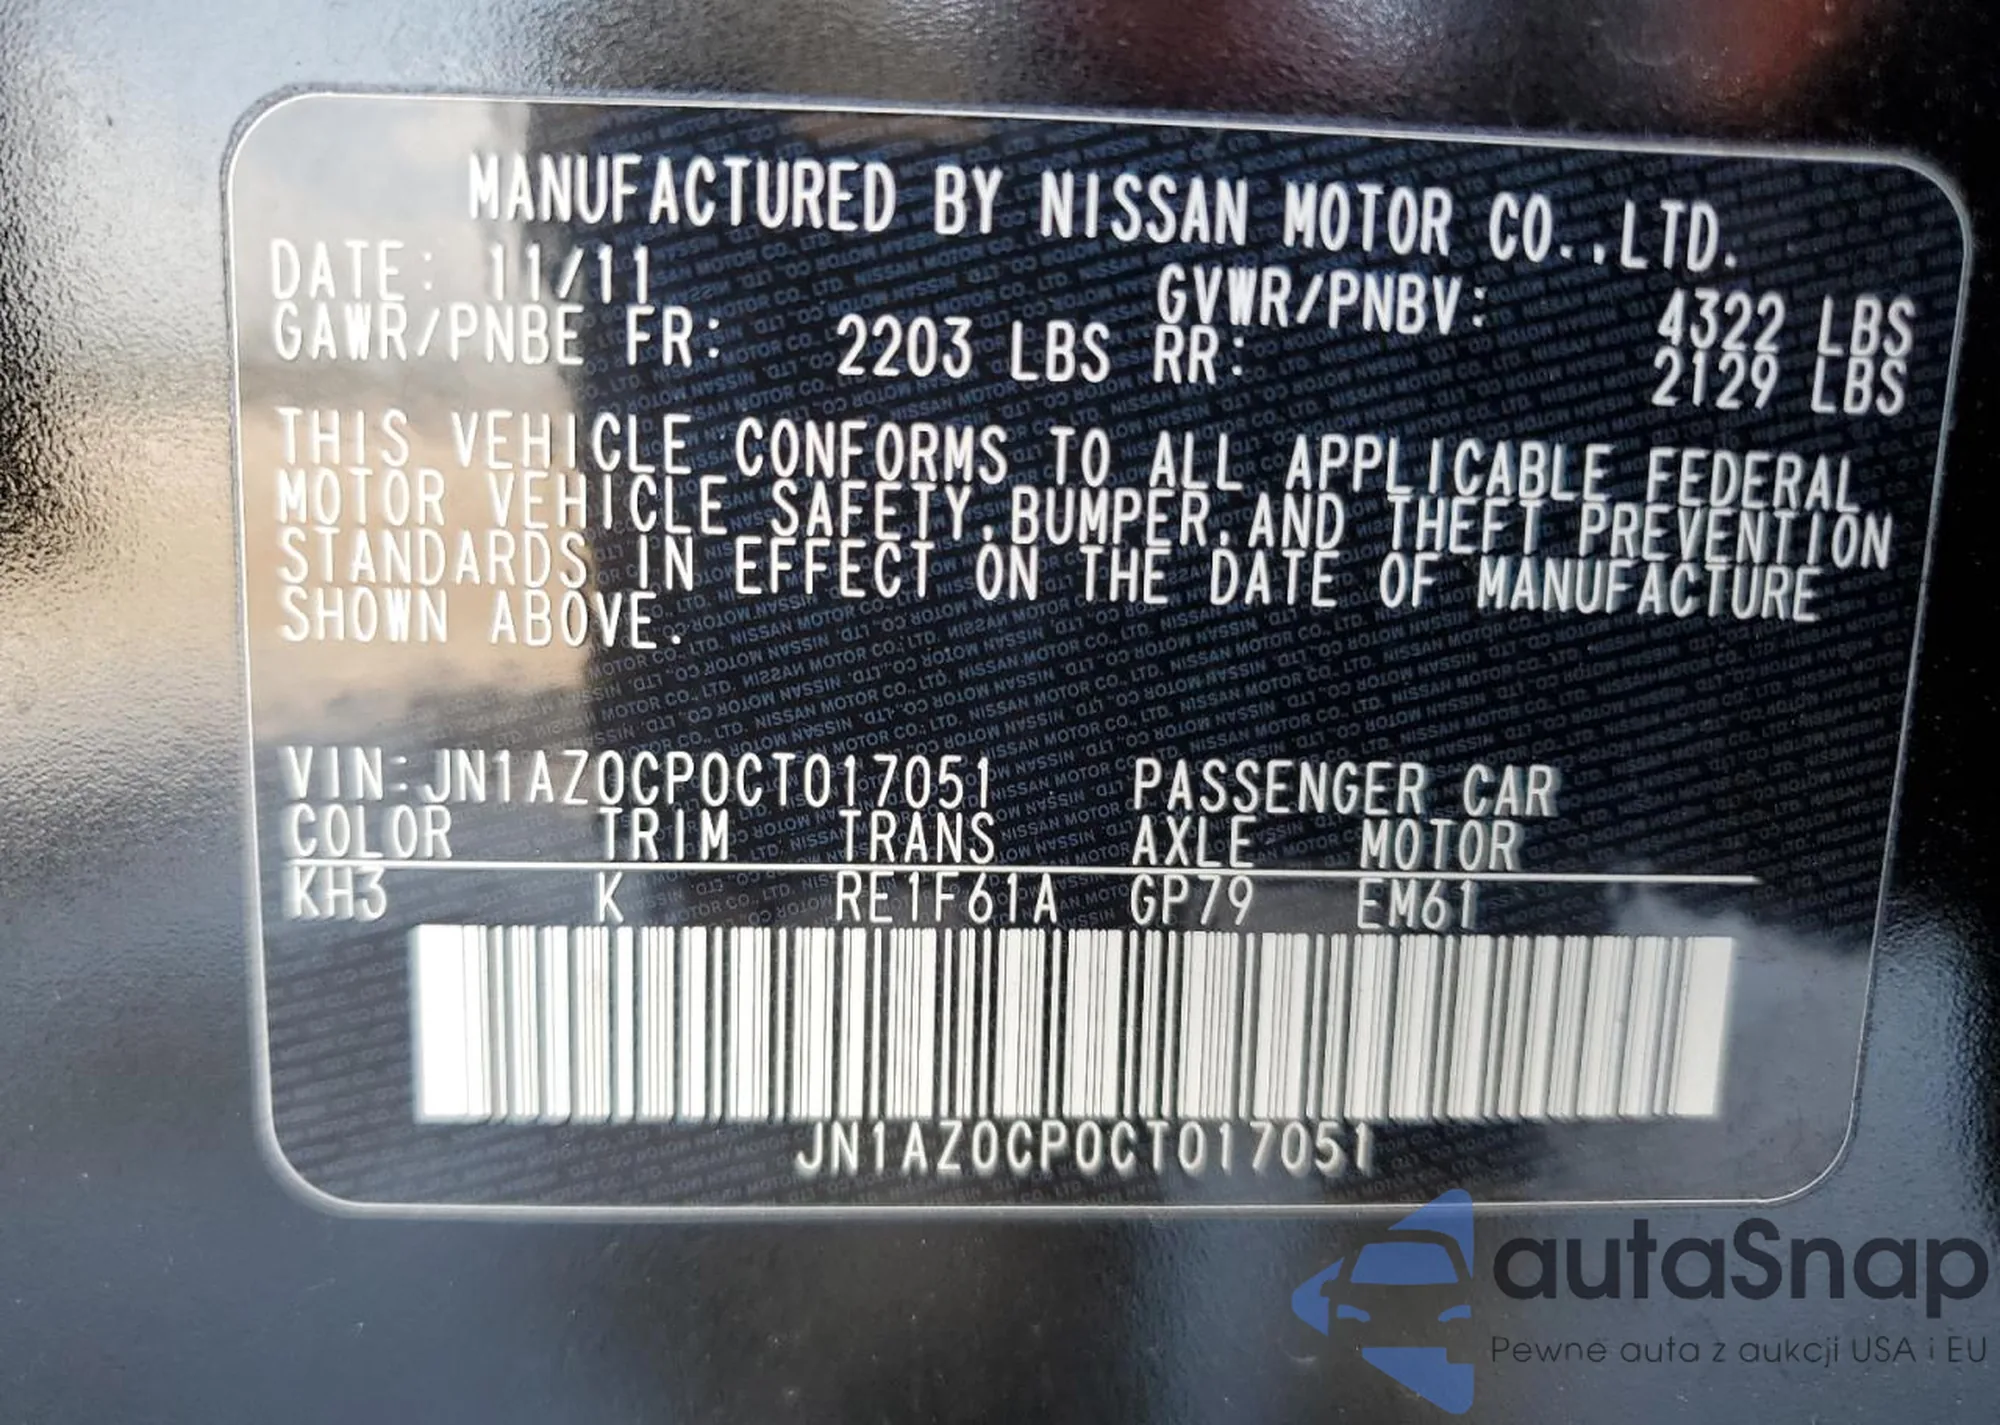 MANUFACTURED BY NISSAN MOTOR CO.,LTD.
DATE: 11/11 GVWR/PNBV: 4322 LBS
GAWR/PNBE FR: 2203 LBS RR: 2129 LBS
THIS VEHICLE CONFORMS TO ALL APPLICABLE FEDERAL
MOTOR VEHICLE SAFETY,BUMPER,AND THEFT PREVENTION
STANDARDS IN EFFECT ON THE DATE OF MANUFACTURE
SHOWN ABOVE.
VIN:JN1AZ0CP0CT017051 PASSENGER CAR
COLOR TRIM TRANS AXLE MOTOR
KH3 K RE1F61A GP79 EM61
JN1AZ0CP0CT017051
autaSnap
Pewne auta z aukcji USA i EU